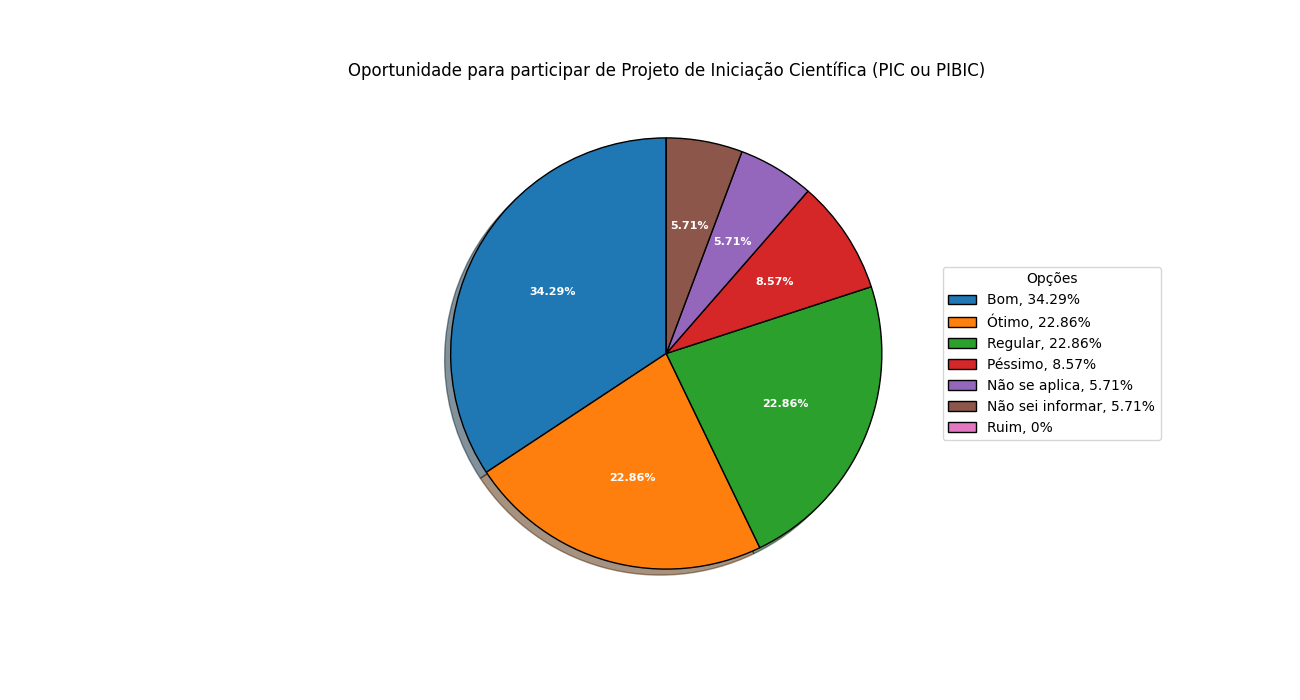 Oportunidade para participar de Projeto de Iniciação Científica (PIC ou PIBIC)
5.71%
5.71%
8.57%
34.29%
22.86%
22.86%
Opções
Bom, 34.29%
Ótimo, 22.86%
Regular, 22.86%
Péssimo, 8.57%
Não se aplica, 5.71%
Não sei informar, 5.71%
Ruim, 0%